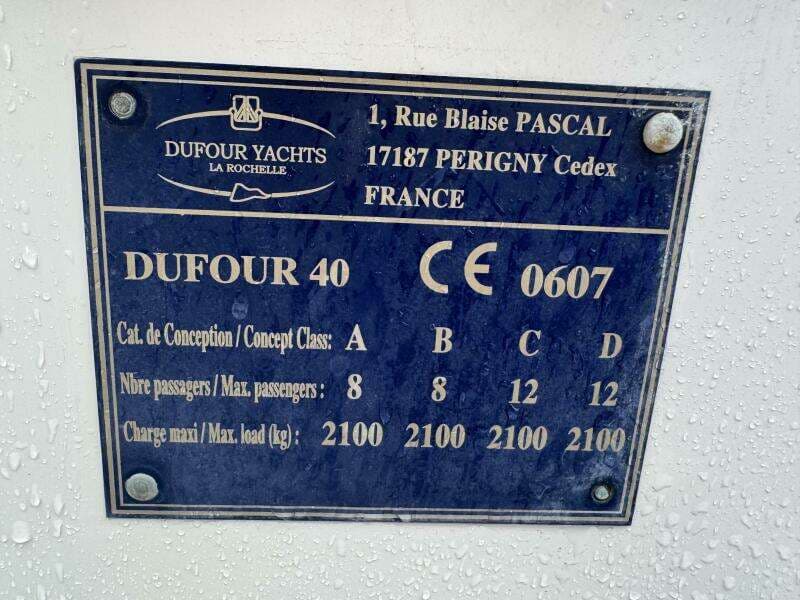 DUFOUR YACHTS
LA ROCHELLE
1, Rue Blaise PASCAL
17187 PERIGNY Cedex
FRANCE
DUFOUR 40 CE 0607
Cat. de Conception / Concept Class: A B C D
Nbre passagers / Max. passengers : 8 8 12 12
Charge maxi / Max. load (kg) : 2100 2100 2100 2100